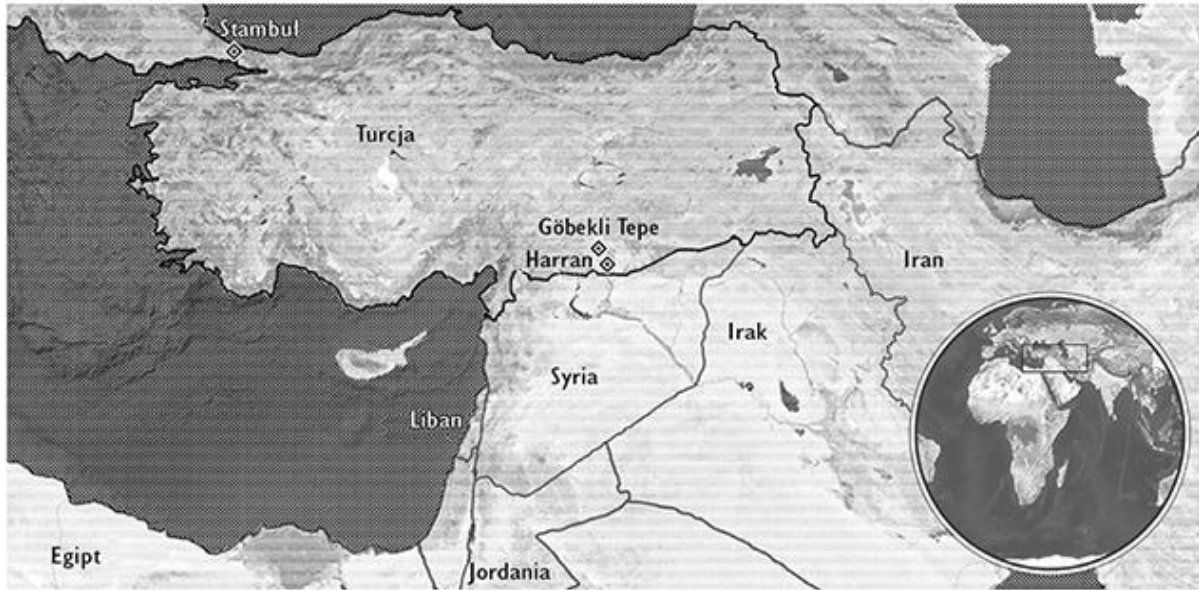 Stambul
Turcja
Göbekli Tepe
Harran
Iran
Irak
Syria
Liban
Egipt
Jordania